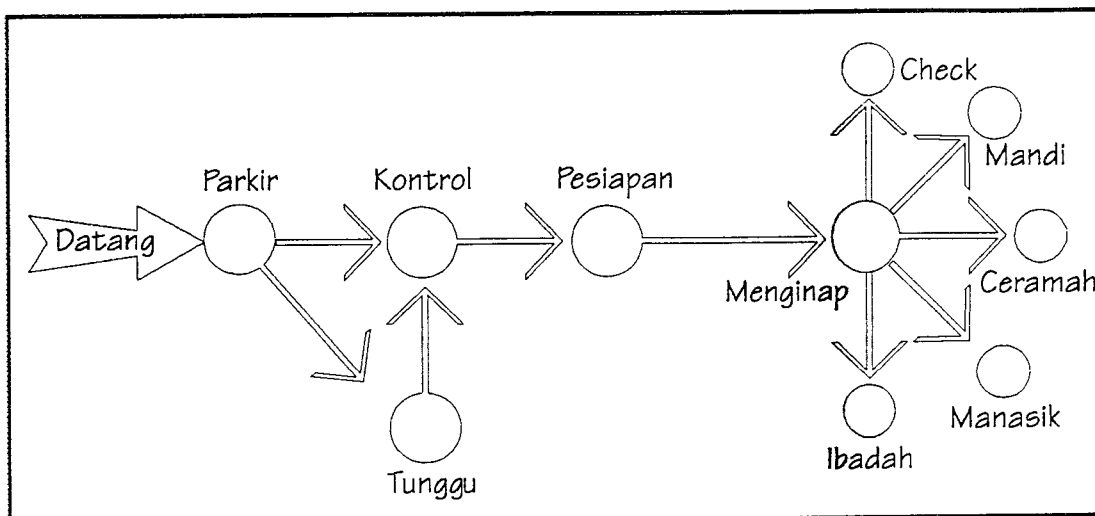 Datang
Parkir
Kontrol
Pesiapan
Tunggu
Menginap
Check
Mandi
Ceramah
Manasik
Ibadah